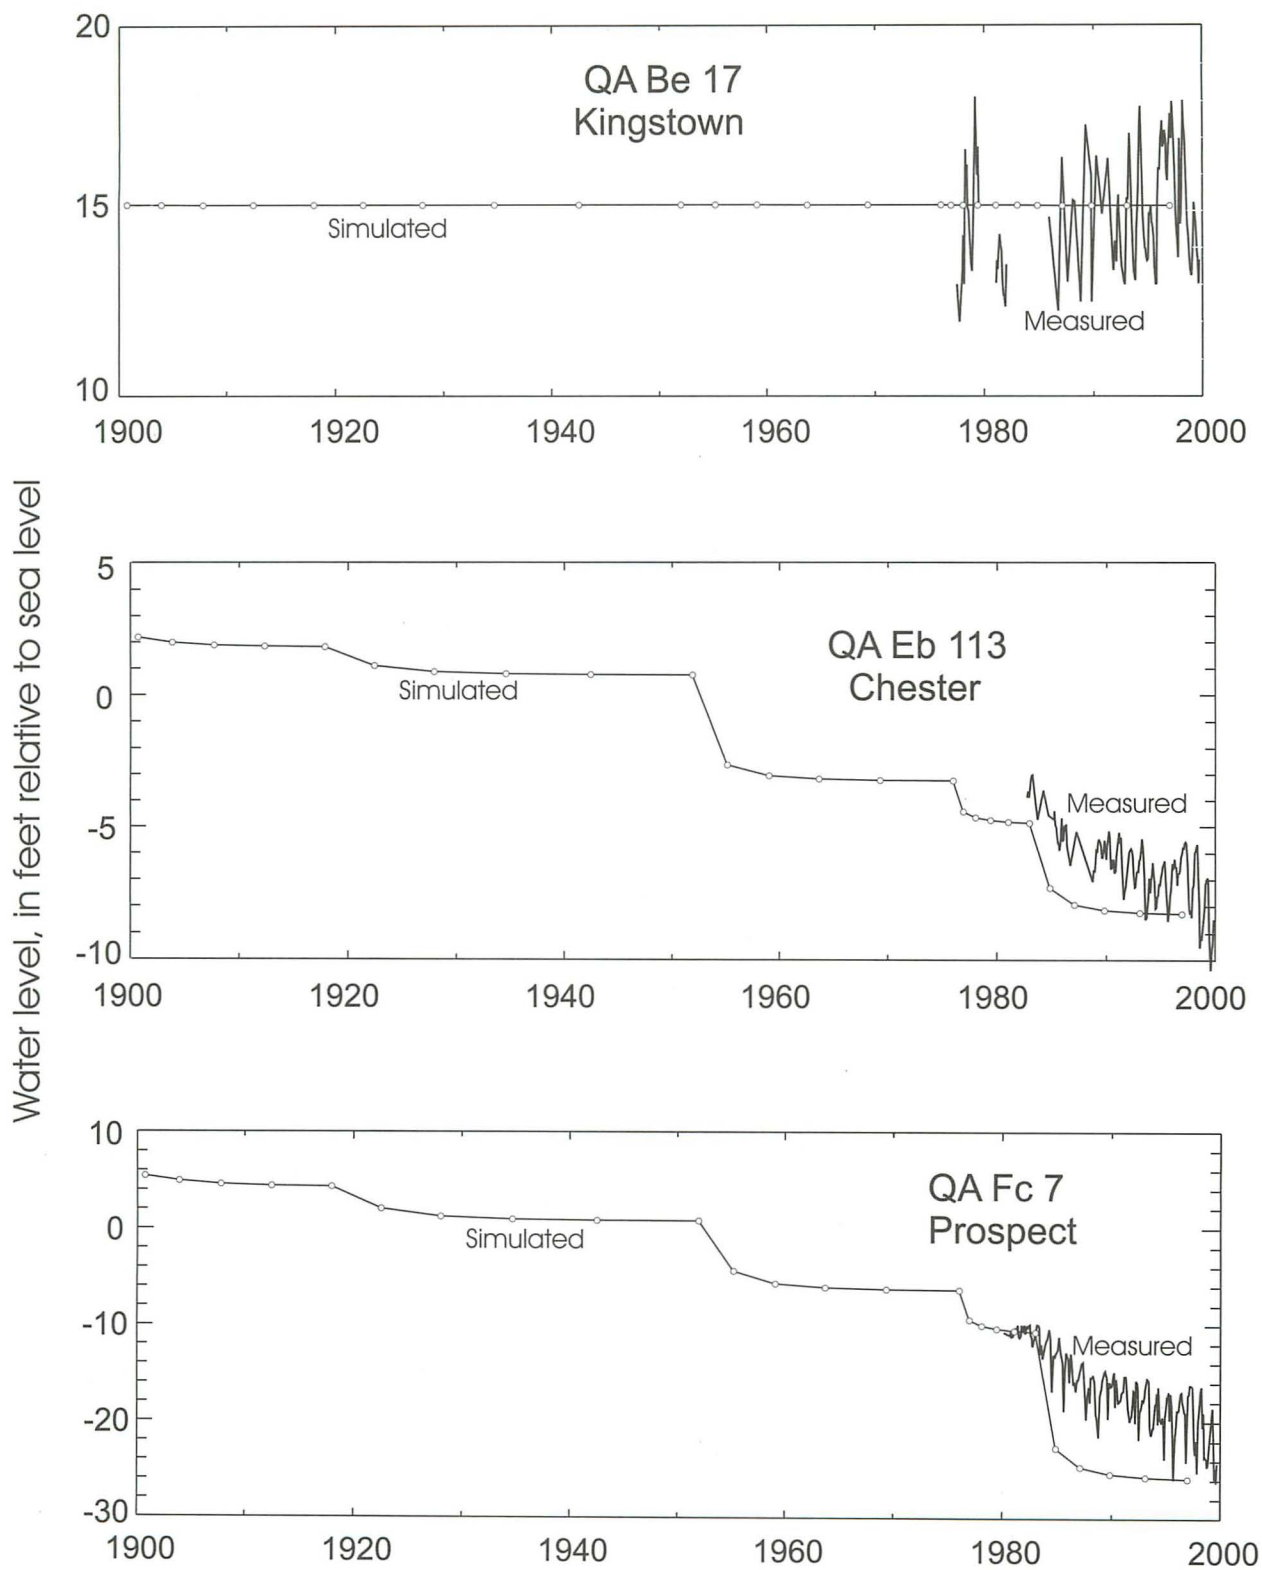 Water level, in feet relative to sea level
20
QA Be 17
Kingstown
15
Simulated
Measured
10
1900 1920 1940 1960 1980 2000
5
QA Eb 113
Chester
0
Simulated
Measured
-5
-10
1900 1920 1940 1960 1980 2000
10
QA Fc 7
Prospect
0
Simulated
-10
Measured
-20
-30
1900 1920 1940 1960 1980 2000